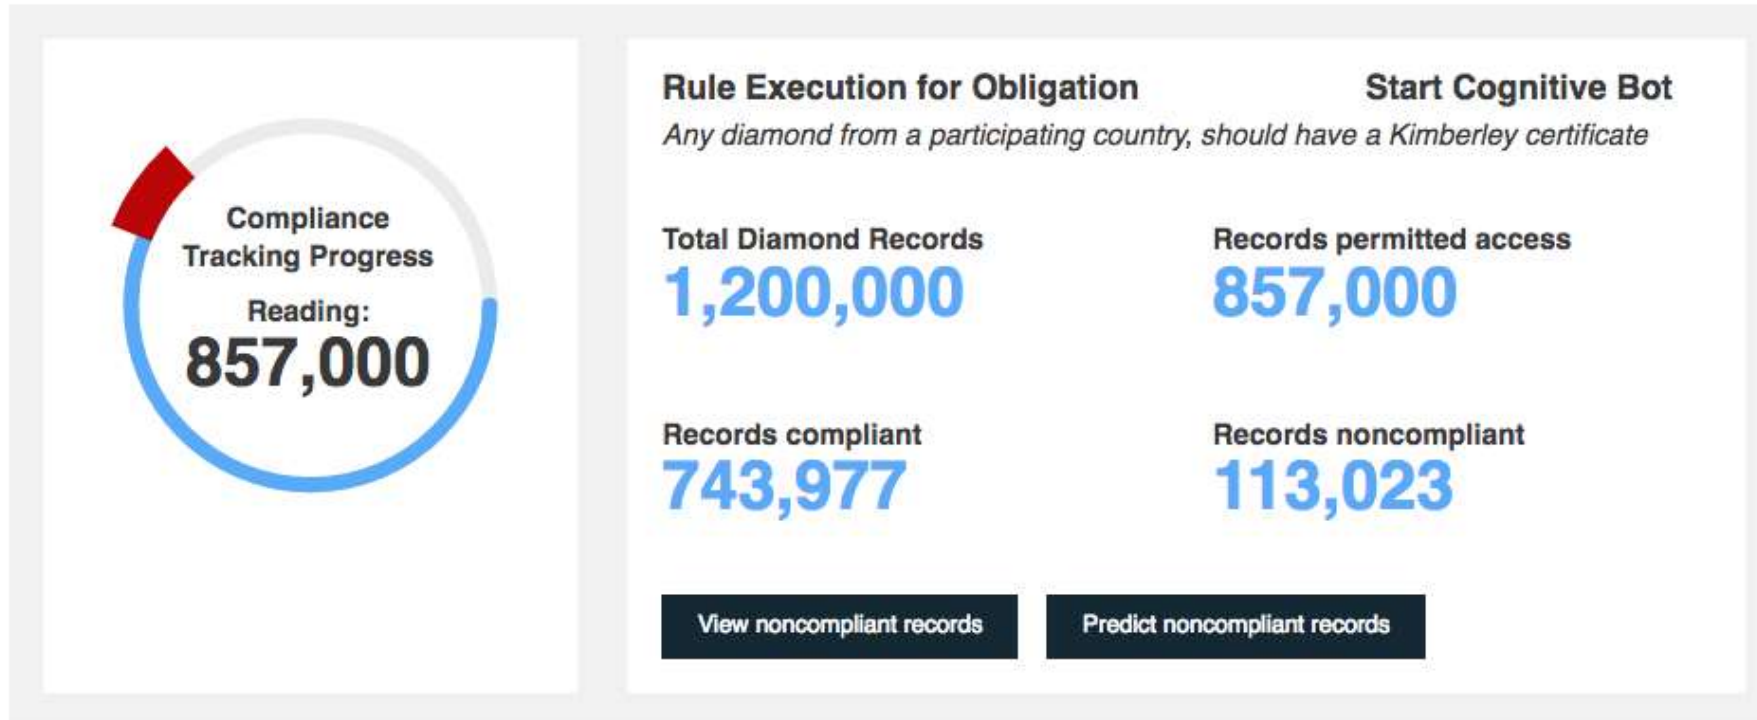 Compliance
Tracking Progress
Reading:
857,000
Rule Execution for Obligation
Start Cognitive Bot
Any diamond from a participating country, should have a Kimberley certificate
Total Diamond Records
1,200,000
Records permitted access
857,000
Records compliant
743,977
Records noncompliant
113,023
View noncompliant records
Predict noncompliant records